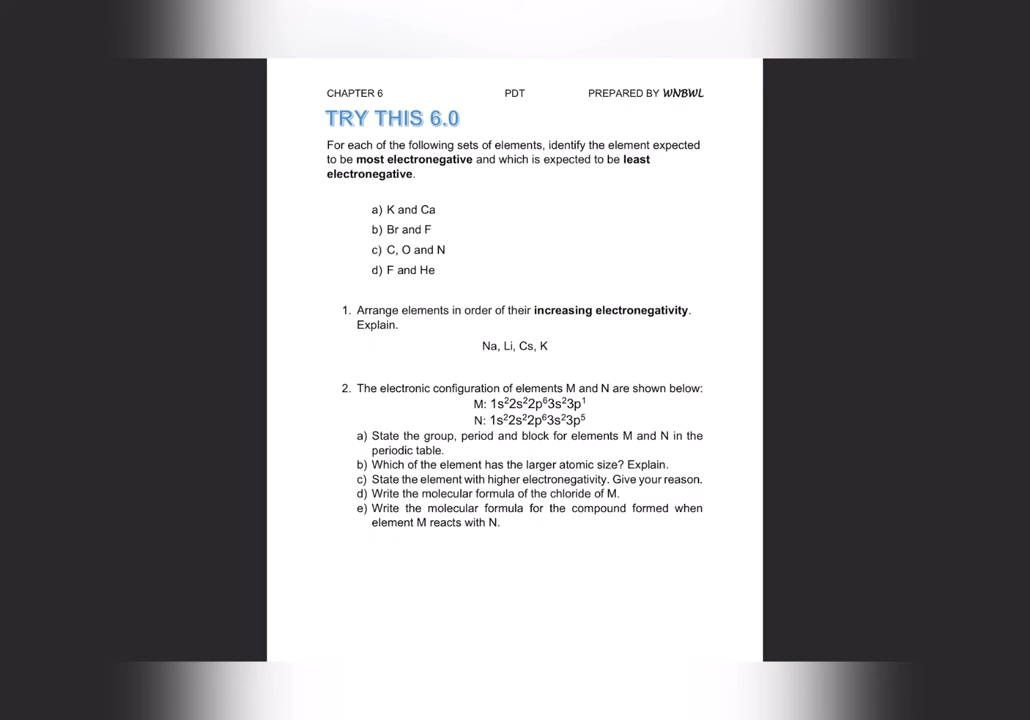 CHAPTER 6 PDT PREPARED BY WNBWL
TRY THIS 6.0
For each of the following sets of elements, identify the element expected
to be most electronegative and which is expected to be least
electronegative.
a) K and Ca
b) Br and F
c) C, O and N
d) F and He
1. Arrange elements in order of their increasing electronegativity.
Explain.
Na, Li, Cs, K
2. The electronic configuration of elements M and N are shown below:
M: 1s²2s²2p⁶3s²3p¹
N: 1s²2s²2p⁶3s²3p⁵
a) State the group, period and block for elements M and N in the
periodic table.
b) Which of the element has the larger atomic size? Explain.
c) State the element with higher electronegativity. Give your reason.
d) Write the molecular formula of the chloride of M.
e) Write the molecular formula for the compound formed when
element M reacts with N.